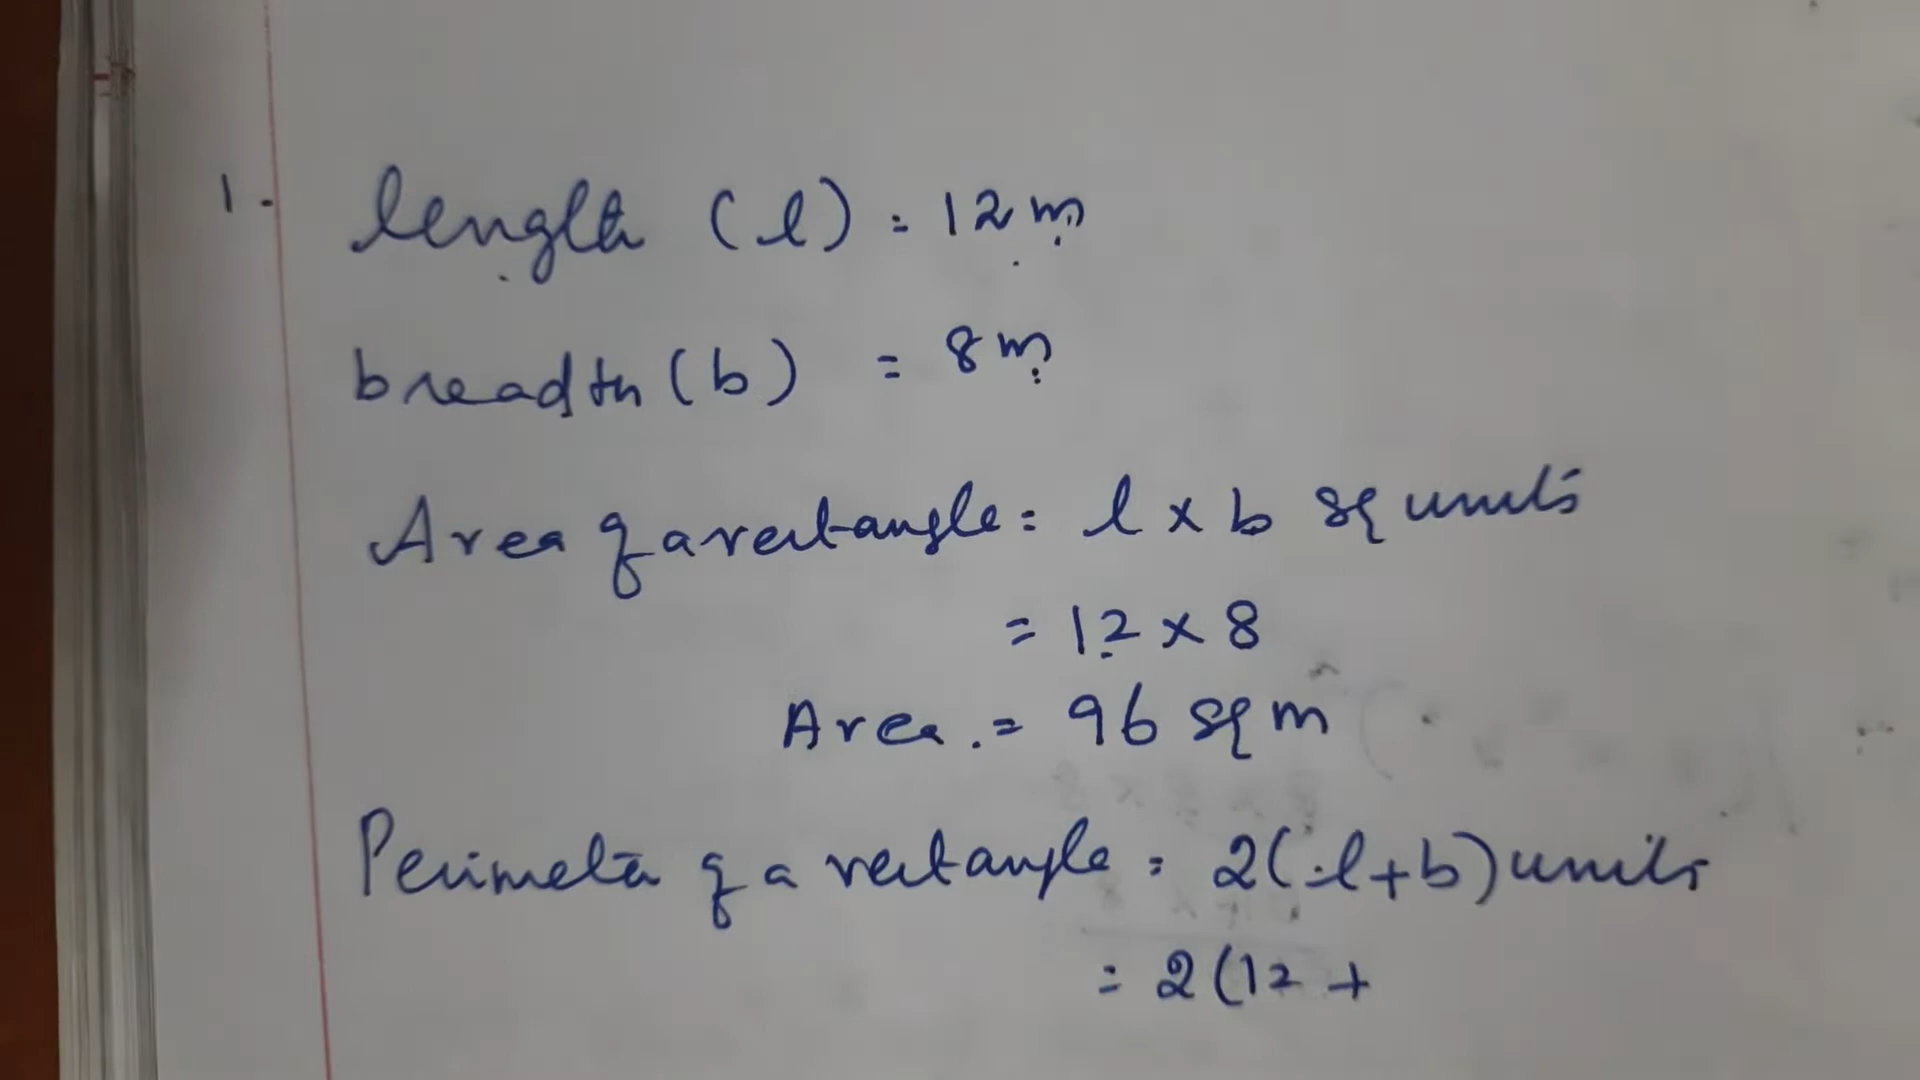 1. length (l) = 12 m
breadth (b) = 8 m
Area of a rectangle = l x b sq units
= 12 x 8
Area = 96 sq m
Perimeter of a rectangle = 2(l+b) units
= 2(12 +